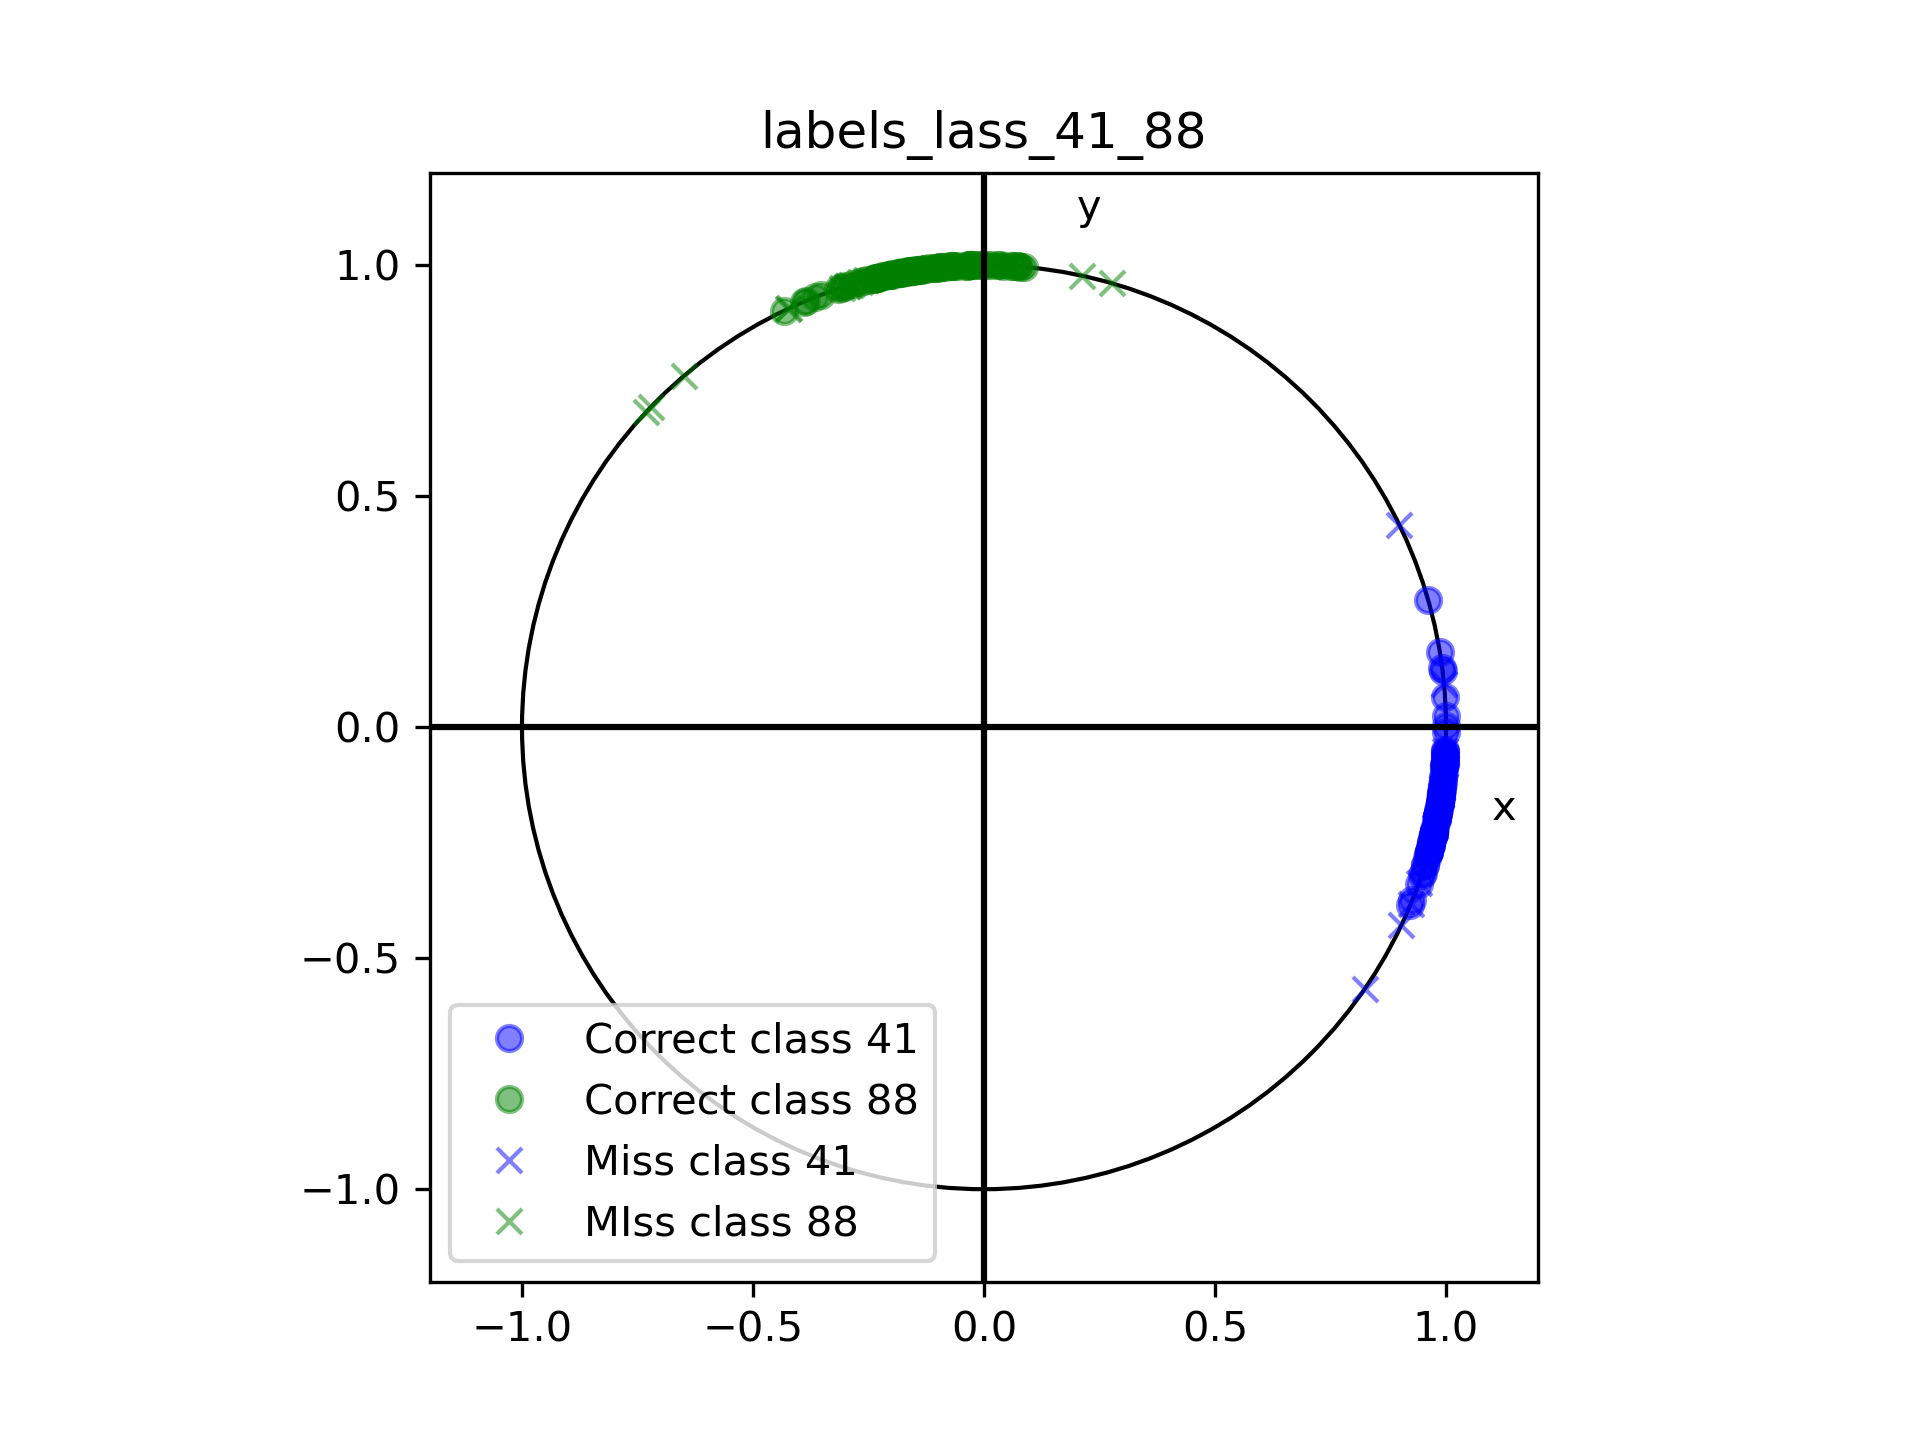 labels_lass_41_88
y
1.0
0.5
0.0
x
−0.5
−1.0
Correct class 41
Correct class 88
Miss class 41
MIss class 88
−1.0 −0.5 0.0 0.5 1.0